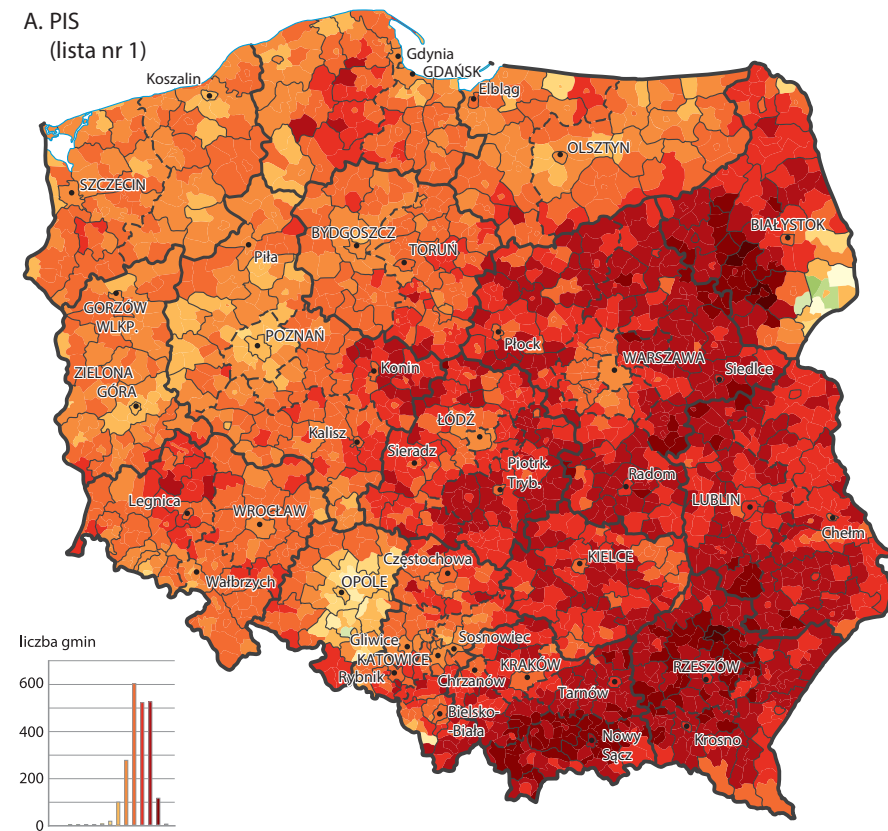 A. PIS
(lista nr 1)
Gdynia
GDAŃSK
Koszalin
Elbląg
OLSZTYN
SZCZECIN
BIAŁYSTOK
BYDGOSZCZ
TORUŃ
Piła
GORZÓW
WLKP.
POZNAŃ
Płock
WARSZAWA
Siedlce
Konin
ZIELONA
GÓRA
ŁÓDŹ
Kalisz
Sieradz
Piotrk.
Tryb.
Radom
Legnica
WROCŁAW
LUBLIN
Chełm
Częstochowa
KIELCE
Wałbrzych
OPOLE
Gliwice
Sosnowiec
KATOWICE
Rybnik
Chrzanów
KRAKÓW
RZESZÓW
Tarnów
Bielsko-
-Biała
Nowy
Sącz
Krosno
liczba gmin
600
400
200
0